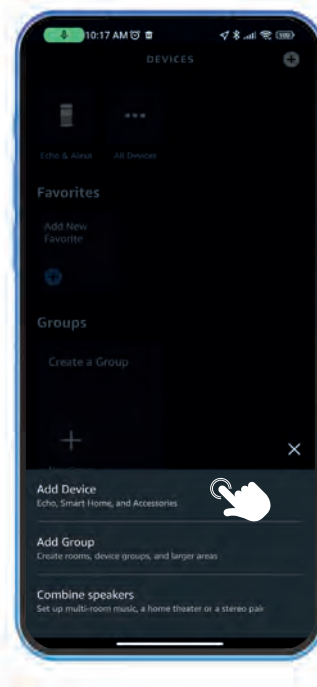 10:17 AM
100
DEVICES
Echo & Alexa
All Devices
Favorites
Add New
Favorite
Groups
Create a Group
Add Device
Echo, Smart Home, and Accessories
Add Group
Create rooms, device groups, and larger areas
Combine speakers
Set up multi-room music, a home theater or a stereo pair